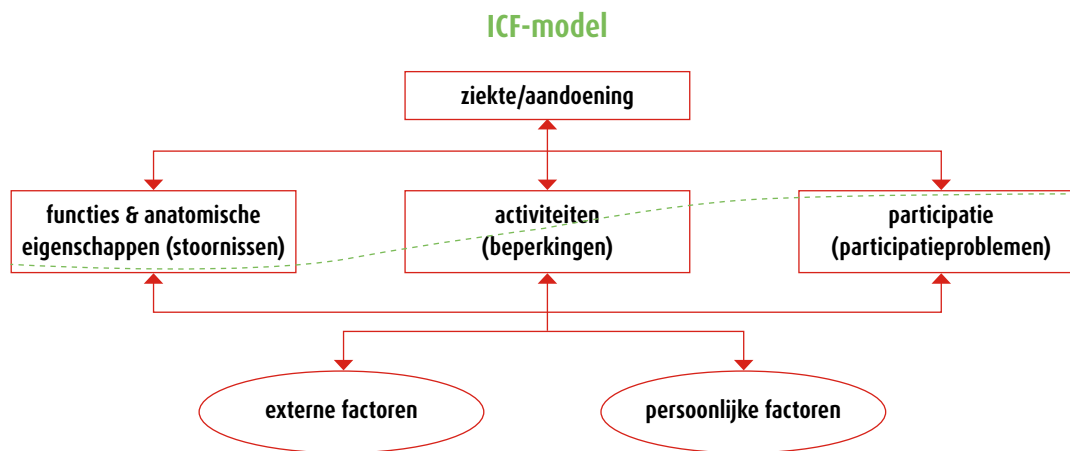 ICF-model
ziekte/aandoening
functies & anatomische
eigenschappen (stoornissen)
activiteiten
(beperkingen)
participatie
(participatieproblemen)
externe factoren
persoonlijke factoren